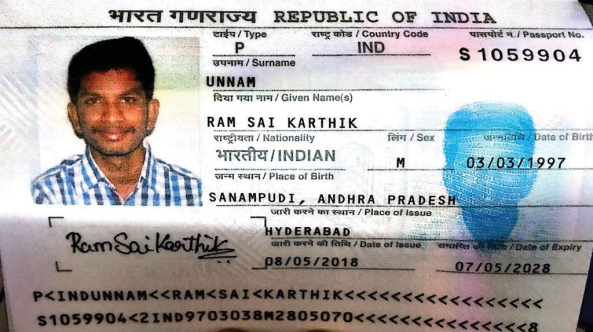 भारत गणराज्य REPUBLIC OF INDIA
टाईप / Type राष्ट्र कोड / Country Code पासपोर्ट न. / Passport No.
P IND S1059904
उपनाम / Surname
UNNAM
दिया गया नाम / Given Name(s)
RAM SAI KARTHIK
राष्ट्रीयता / Nationality लिंग / Sex जन्मतिथि / Date of Birth
भारतीय / INDIAN M 03/03/1997
जन्म स्थान / Place of Birth
SANAMPUDI, ANDHRA PRADESH
जारी करने का स्थान / Place of Issue
HYDERABAD
जारी करने की तिथि / Date of Issue समाप्ति की तिथि / Date of Expiry
08/05/2018 07/05/2028
RamSaiKarthik
P<INDUNNAM<<RAM<SAI<KARTHIK<<<<<<<<<<<<<<<<<
S1059904<2IND9703038M2805070<<<<<<<<<<<<<<8